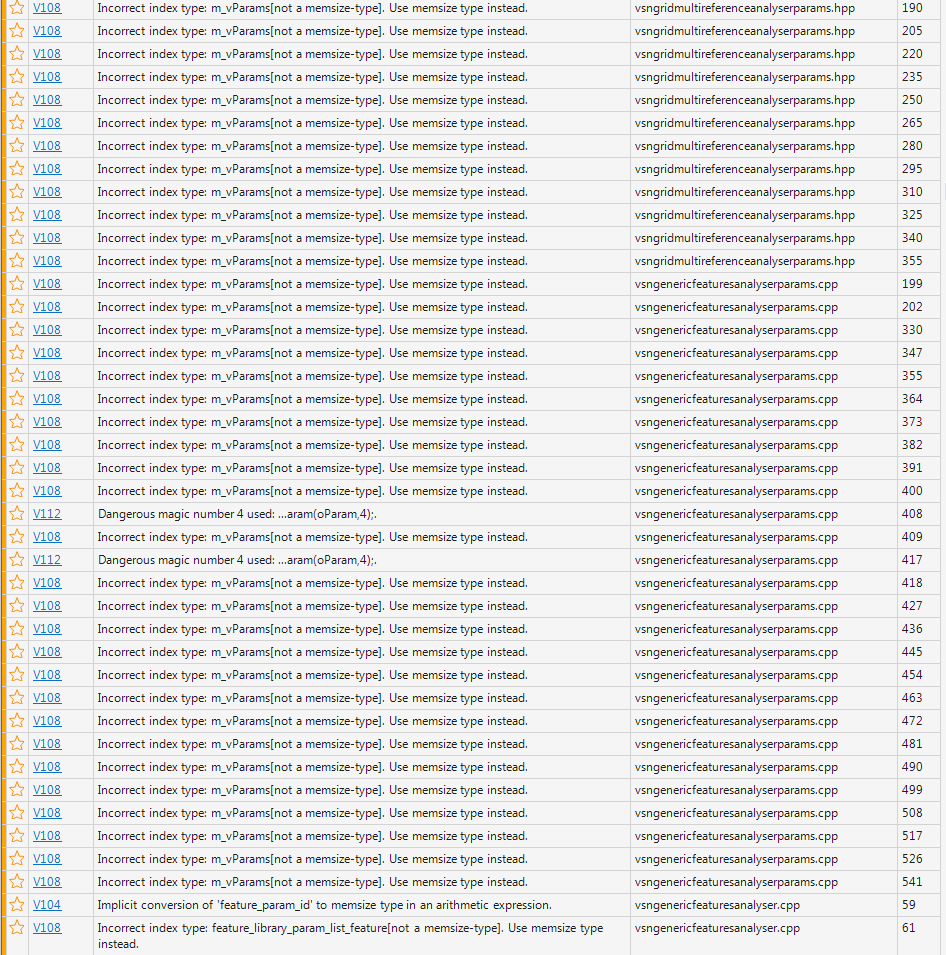 V108 Incorrect index type: m_vParams[not a memsize-type]. Use memsize type instead. vsngridmultireferenceanalyserparams.hpp 190
V108 Incorrect index type: m_vParams[not a memsize-type]. Use memsize type instead. vsngridmultireferenceanalyserparams.hpp 205
V108 Incorrect index type: m_vParams[not a memsize-type]. Use memsize type instead. vsngridmultireferenceanalyserparams.hpp 220
V108 Incorrect index type: m_vParams[not a memsize-type]. Use memsize type instead. vsngridmultireferenceanalyserparams.hpp 235
V108 Incorrect index type: m_vParams[not a memsize-type]. Use memsize type instead. vsngridmultireferenceanalyserparams.hpp 250
V108 Incorrect index type: m_vParams[not a memsize-type]. Use memsize type instead. vsngridmultireferenceanalyserparams.hpp 265
V108 Incorrect index type: m_vParams[not a memsize-type]. Use memsize type instead. vsngridmultireferenceanalyserparams.hpp 280
V108 Incorrect index type: m_vParams[not a memsize-type]. Use memsize type instead. vsngridmultireferenceanalyserparams.hpp 295
V108 Incorrect index type: m_vParams[not a memsize-type]. Use memsize type instead. vsngridmultireferenceanalyserparams.hpp 310
V108 Incorrect index type: m_vParams[not a memsize-type]. Use memsize type instead. vsngridmultireferenceanalyserparams.hpp 325
V108 Incorrect index type: m_vParams[not a memsize-type]. Use memsize type instead. vsngridmultireferenceanalyserparams.hpp 340
V108 Incorrect index type: m_vParams[not a memsize-type]. Use memsize type instead. vsngridmultireferenceanalyserparams.hpp 355
V108 Incorrect index type: m_vParams[not a memsize-type]. Use memsize type instead. vsngenericfeaturesanalyserparams.cpp 199
V108 Incorrect index type: m_vParams[not a memsize-type]. Use memsize type instead. vsngenericfeaturesanalyserparams.cpp 202
V108 Incorrect index type: m_vParams[not a memsize-type]. Use memsize type instead. vsngenericfeaturesanalyserparams.cpp 330
V108 Incorrect index type: m_vParams[not a memsize-type]. Use memsize type instead. vsngenericfeaturesanalyserparams.cpp 347
V108 Incorrect index type: m_vParams[not a memsize-type]. Use memsize type instead. vsngenericfeaturesanalyserparams.cpp 355
V108 Incorrect index type: m_vParams[not a memsize-type]. Use memsize type instead. vsngenericfeaturesanalyserparams.cpp 364
V108 Incorrect index type: m_vParams[not a memsize-type]. Use memsize type instead. vsngenericfeaturesanalyserparams.cpp 373
V108 Incorrect index type: m_vParams[not a memsize-type]. Use memsize type instead. vsngenericfeaturesanalyserparams.cpp 382
V108 Incorrect index type: m_vParams[not a memsize-type]. Use memsize type instead. vsngenericfeaturesanalyserparams.cpp 391
V108 Incorrect index type: m_vParams[not a memsize-type]. Use memsize type instead. vsngenericfeaturesanalyserparams.cpp 400
V112 Dangerous magic number 4 used: ...aram(oParam,4);. vsngenericfeaturesanalyserparams.cpp 408
V108 Incorrect index type: m_vParams[not a memsize-type]. Use memsize type instead. vsngenericfeaturesanalyserparams.cpp 409
V112 Dangerous magic number 4 used: ...aram(oParam,4);. vsngenericfeaturesanalyserparams.cpp 417
V108 Incorrect index type: m_vParams[not a memsize-type]. Use memsize type instead. vsngenericfeaturesanalyserparams.cpp 418
V108 Incorrect index type: m_vParams[not a memsize-type]. Use memsize type instead. vsngenericfeaturesanalyserparams.cpp 427
V108 Incorrect index type: m_vParams[not a memsize-type]. Use memsize type instead. vsngenericfeaturesanalyserparams.cpp 436
V108 Incorrect index type: m_vParams[not a memsize-type]. Use memsize type instead. vsngenericfeaturesanalyserparams.cpp 445
V108 Incorrect index type: m_vParams[not a memsize-type]. Use memsize type instead. vsngenericfeaturesanalyserparams.cpp 454
V108 Incorrect index type: m_vParams[not a memsize-type]. Use memsize type instead. vsngenericfeaturesanalyserparams.cpp 463
V108 Incorrect index type: m_vParams[not a memsize-type]. Use memsize type instead. vsngenericfeaturesanalyserparams.cpp 472
V108 Incorrect index type: m_vParams[not a memsize-type]. Use memsize type instead. vsngenericfeaturesanalyserparams.cpp 481
V108 Incorrect index type: m_vParams[not a memsize-type]. Use memsize type instead. vsngenericfeaturesanalyserparams.cpp 490
V108 Incorrect index type: m_vParams[not a memsize-type]. Use memsize type instead. vsngenericfeaturesanalyserparams.cpp 499
V108 Incorrect index type: m_vParams[not a memsize-type]. Use memsize type instead. vsngenericfeaturesanalyserparams.cpp 508
V108 Incorrect index type: m_vParams[not a memsize-type]. Use memsize type instead. vsngenericfeaturesanalyserparams.cpp 517
V108 Incorrect index type: m_vParams[not a memsize-type]. Use memsize type instead. vsngenericfeaturesanalyserparams.cpp 526
V108 Incorrect index type: m_vParams[not a memsize-type]. Use memsize type instead. vsngenericfeaturesanalyserparams.cpp 541
V104 Implicit conversion of 'feature_param_id' to memsize type in an arithmetic expression. vsngenericfeaturesanalyser.cpp 59
V108 Incorrect index type: feature_library_param_list_feature[not a memsize-type]. Use memsize type vsngenericfeaturesanalyser.cpp 61
instead.